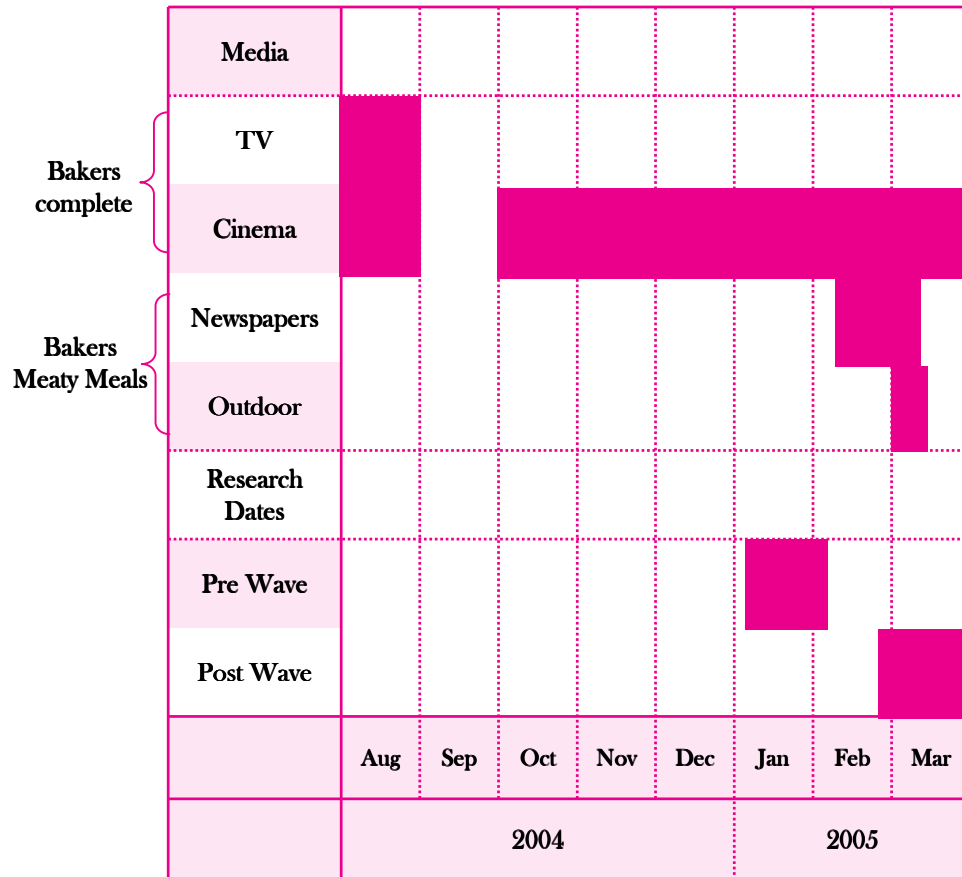 Media
TV
Bakers
complete
Cinema
Newspapers
Bakers
Meaty Meals
Outdoor
Research
Dates
Pre Wave
Post Wave
Aug Sep Oct Nov Dec Jan Feb Mar
2004 2005